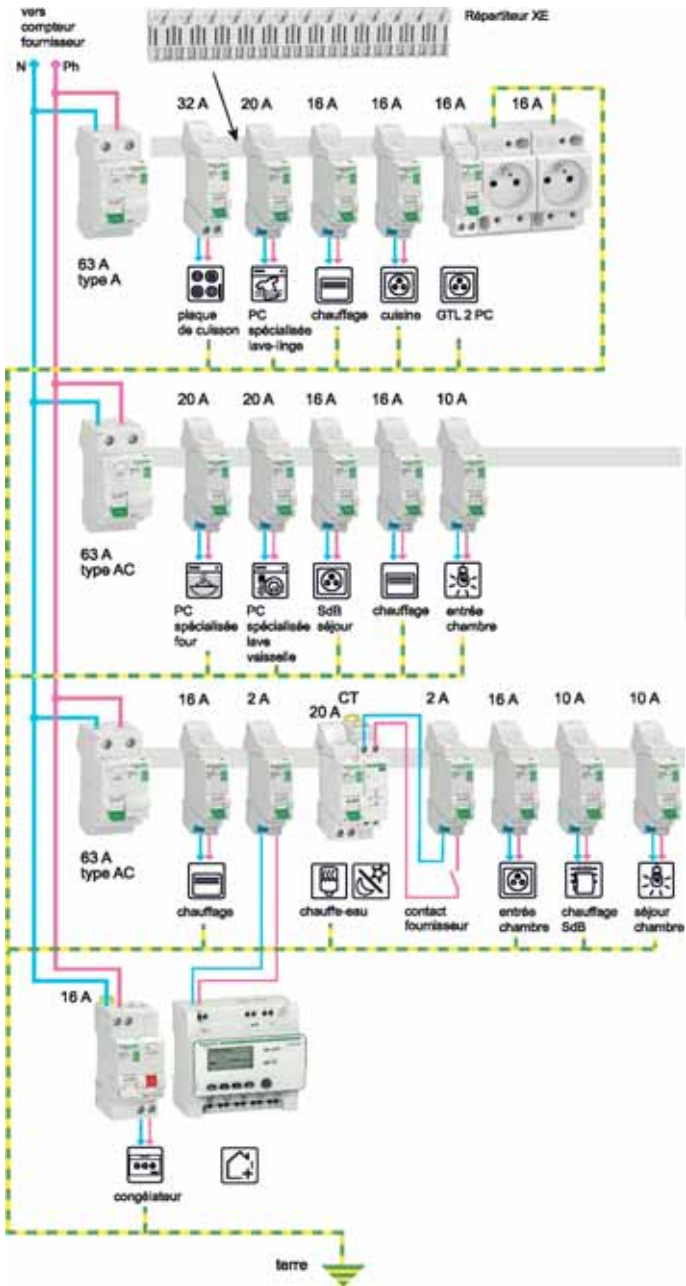 vers
compteur
fournisseur
Répartiteur XE
N Ph
32 A 20 A 16 A 16 A 16 A 16 A
63 A
type A
plaque
de cuisson
PC
spécialisée
lave-linge
chauffage
cuisine
GTL 2 PC
20 A 20 A 16 A 16 A 10 A
63 A
type AC
PC
spécialisée
four
PC
spécialisée
lave
vaisselle
SdB
séjour
chauffage
entrée
chambre
16 A 2 A CT 2 A 16 A 10 A 10 A
20 A
63 A
type AC
chauffage
chauffe-eau
contact
fournisseur
entrée
chambre
chauffage
SdB
séjour
chambre
16 A
congélateur
terre